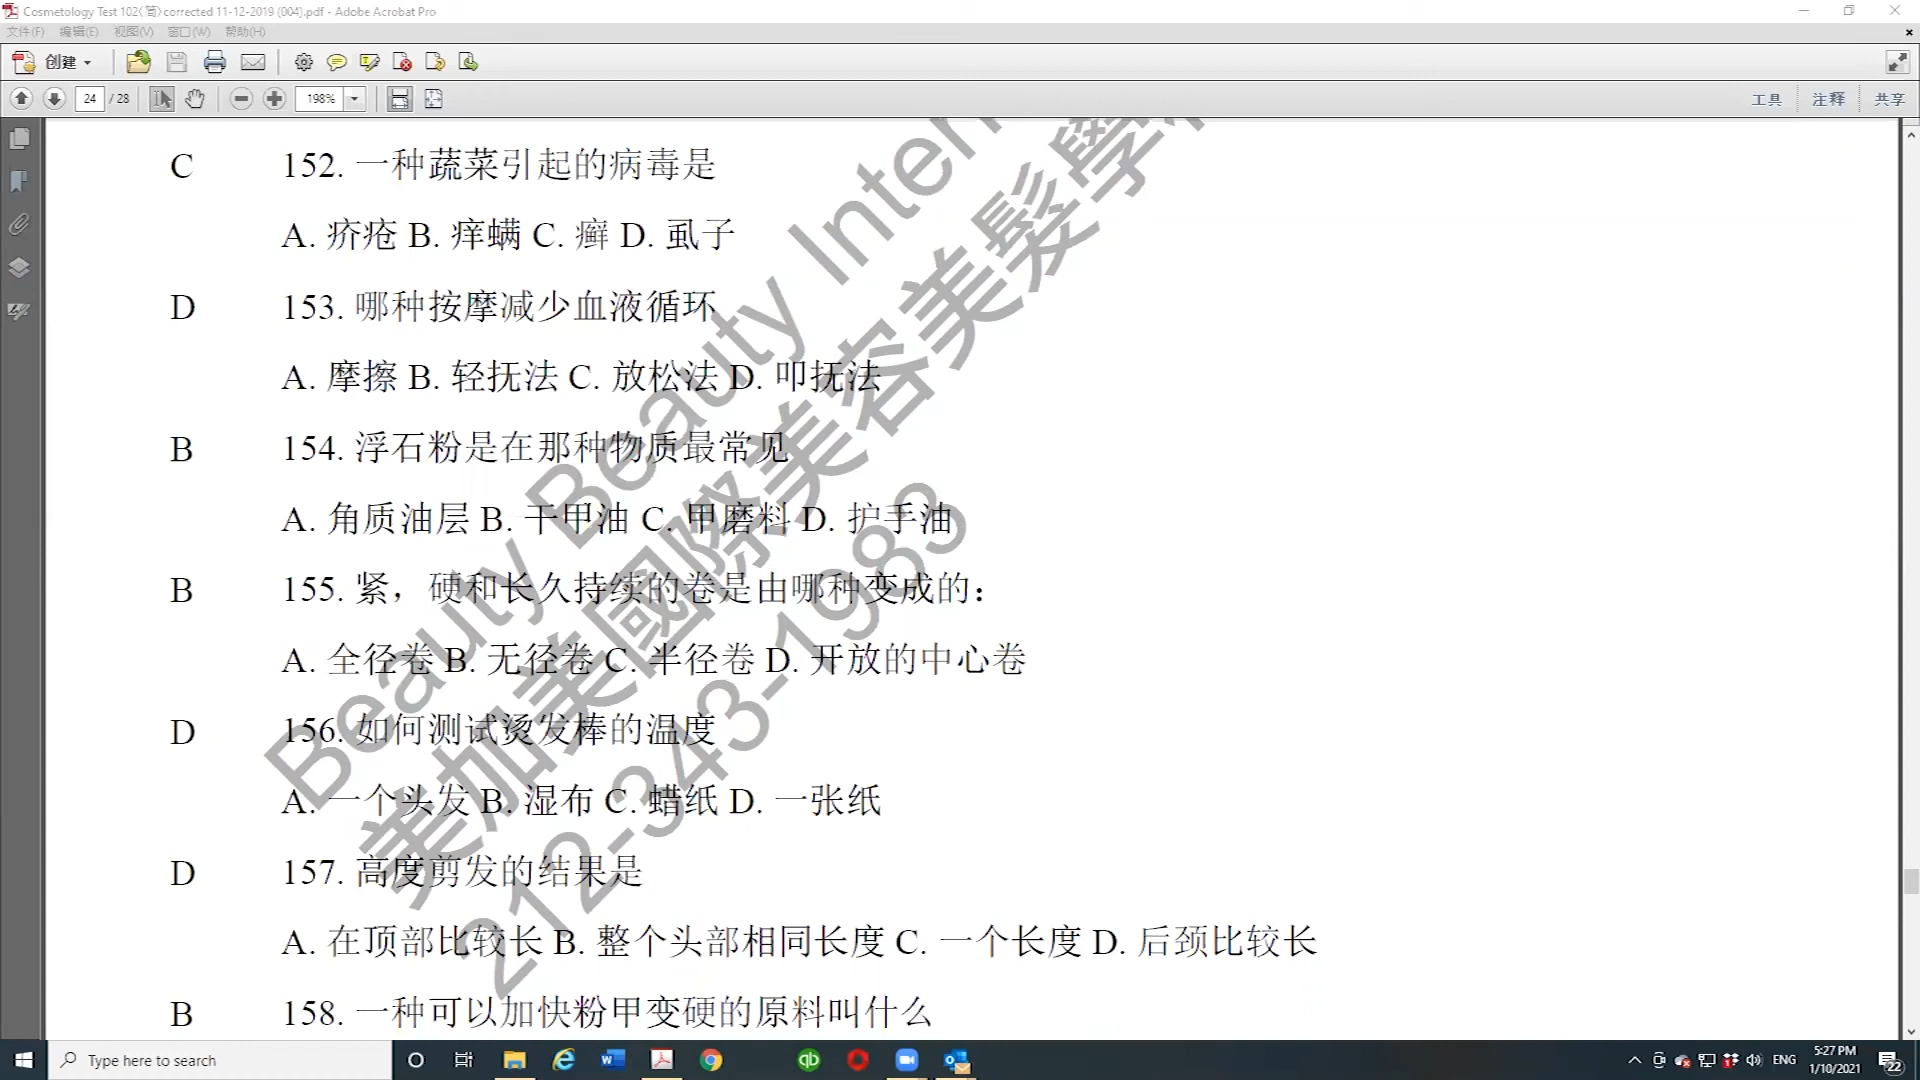 Cosmetology Test 102(简)corrected 11-12-2019 (004).pdf - Adobe Acrobat Pro
文件(F) 编辑(E) 视图(V) 窗口(W) 帮助(H)
创建
24 / 28 198% 工具 注释 共享
C 152. 一种蔬菜引起的病毒是
A. 疥疮 B. 痒螨 C. 癣 D. 虱子
D 153. 哪种按摩减少血液循环
A. 摩擦 B. 轻抚法 C. 放松法 D. 叩抚法
B 154. 浮石粉是在那种物质最常见
A. 角质油层 B. 干甲油 C. 甲磨料 D. 护手油
B 155. 紧，硬和长久持续的卷是由哪种变成的：
A. 全径卷 B. 无径卷 C. 半径卷 D. 开放的中心卷
D 156. 如何测试烫发棒的温度
A. 一个头发 B. 湿布 C. 蜡纸 D. 一张纸
D 157. 高度剪发的结果是
A. 在顶部比较长 B. 整个头部相同长度 C. 一个长度 D. 后颈比较长
B 158. 一种可以加快粉甲变硬的原料叫什么
Beauty Beauty Intern
美加美國際美容美髮學
212-343-1983
Type here to search
ENG
5:27 PM
1/10/2021
22